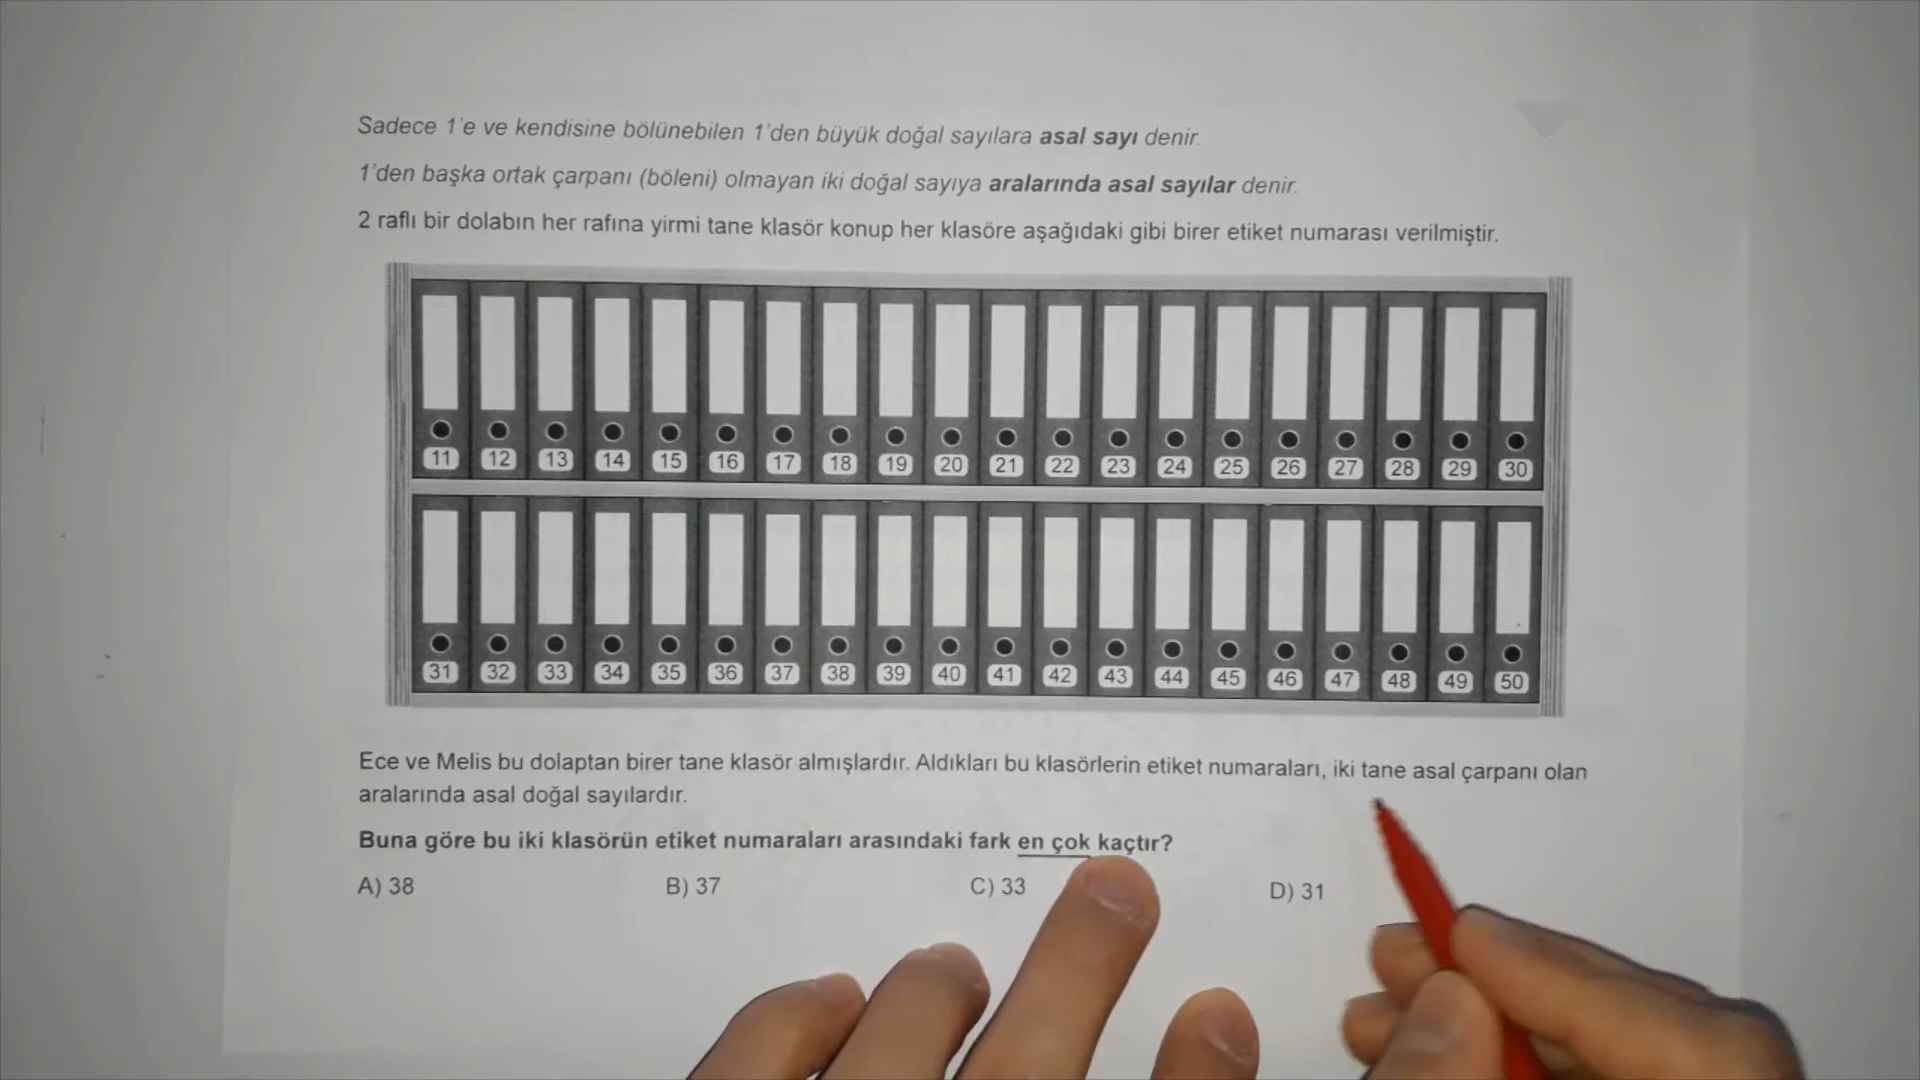 Sadece 1'e ve kendisine bölünebilen 1'den büyük doğal sayılara asal sayı denir.
1'den başka ortak çarpanı (böleni) olmayan iki doğal sayıya aralarında asal sayılar denir.
2 raflı bir dolabın her rafına yirmi tane klasör konup her klasöre aşağıdaki gibi birer etiket numarası verilmiştir.
11 12 13 14 15 16 17 18 19 20 21 22 23 24 25 26 27 28 29 30
31 32 33 34 35 36 37 38 39 40 41 42 43 44 45 46 47 48 49 50
Ece ve Melis bu dolaptan birer tane klasör almışlardır. Aldıkları bu klasörlerin etiket numaraları, iki tane asal çarpanı olan
aralarında asal doğal sayılardır.
Buna göre bu iki klasörün etiket numaraları arasındaki fark en çok kaçtır?
A) 38 B) 37 C) 33 D) 31